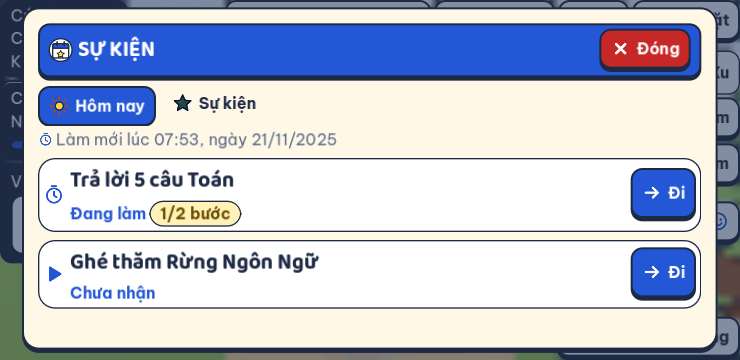 SỰ KIỆN
Đóng
Hôm nay
Sự kiện
Làm mới lúc 07:53, ngày 21/11/2025
Trả lời 5 câu Toán
Đang làm 1/2 bước
Đi
Ghé thăm Rừng Ngôn Ngữ
Chưa nhận
Đi